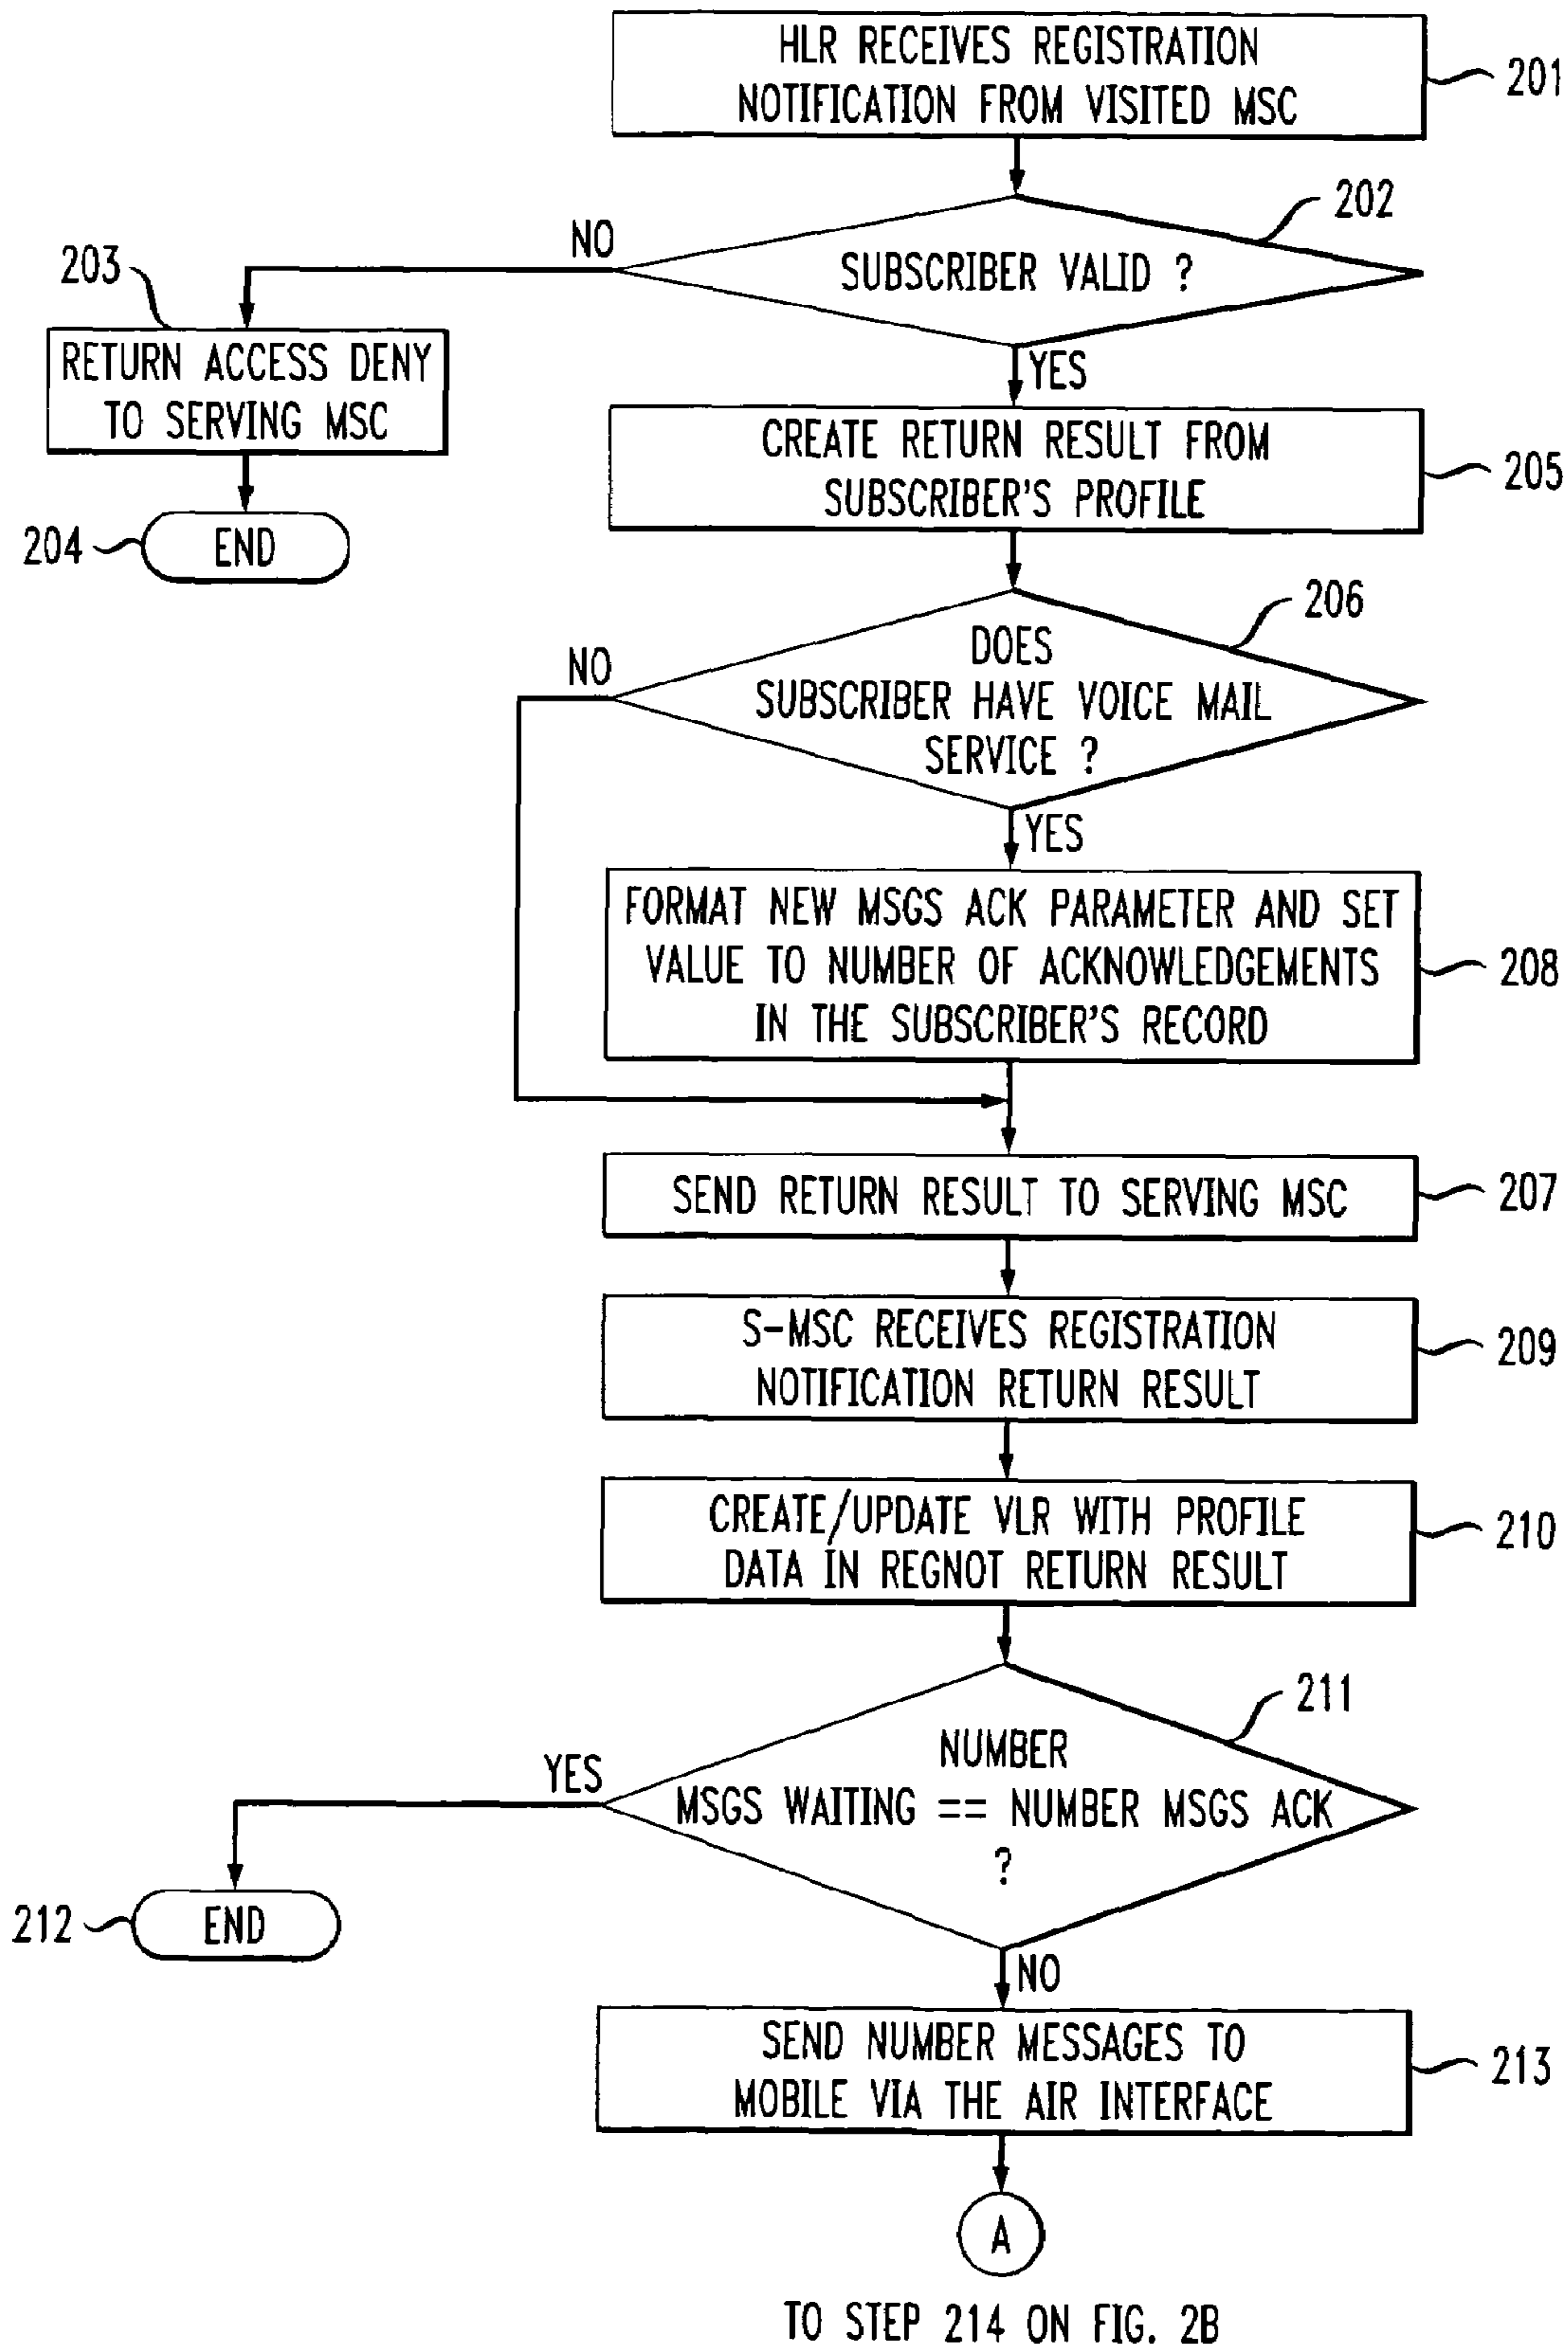 HLR RECEIVES REGISTRATION
NOTIFICATION FROM VISITED MSC
201
202
NO
SUBSCRIBER VALID ?
203
YES
RETURN ACCESS DENY
TO SERVING MSC
CREATE RETURN RESULT FROM
SUBSCRIBER'S PROFILE
205
204
END
206
DOES
SUBSCRIBER HAVE VOICE MAIL
SERVICE ?
NO
YES
FORMAT NEW MSGS ACK PARAMETER AND SET
VALUE TO NUMBER OF ACKNOWLEDGEMENTS
IN THE SUBSCRIBER'S RECORD
208
SEND RETURN RESULT TO SERVING MSC
207
S-MSC RECEIVES REGISTRATION
NOTIFICATION RETURN RESULT
209
CREATE/UPDATE VLR WITH PROFILE
DATA IN REGNOT RETURN RESULT
210
211
NUMBER
MSGS WAITING == NUMBER MSGS ACK
?
YES
212
END
NO
SEND NUMBER MESSAGES TO
MOBILE VIA THE AIR INTERFACE
213
A
TO STEP 214 ON FIG. 2B